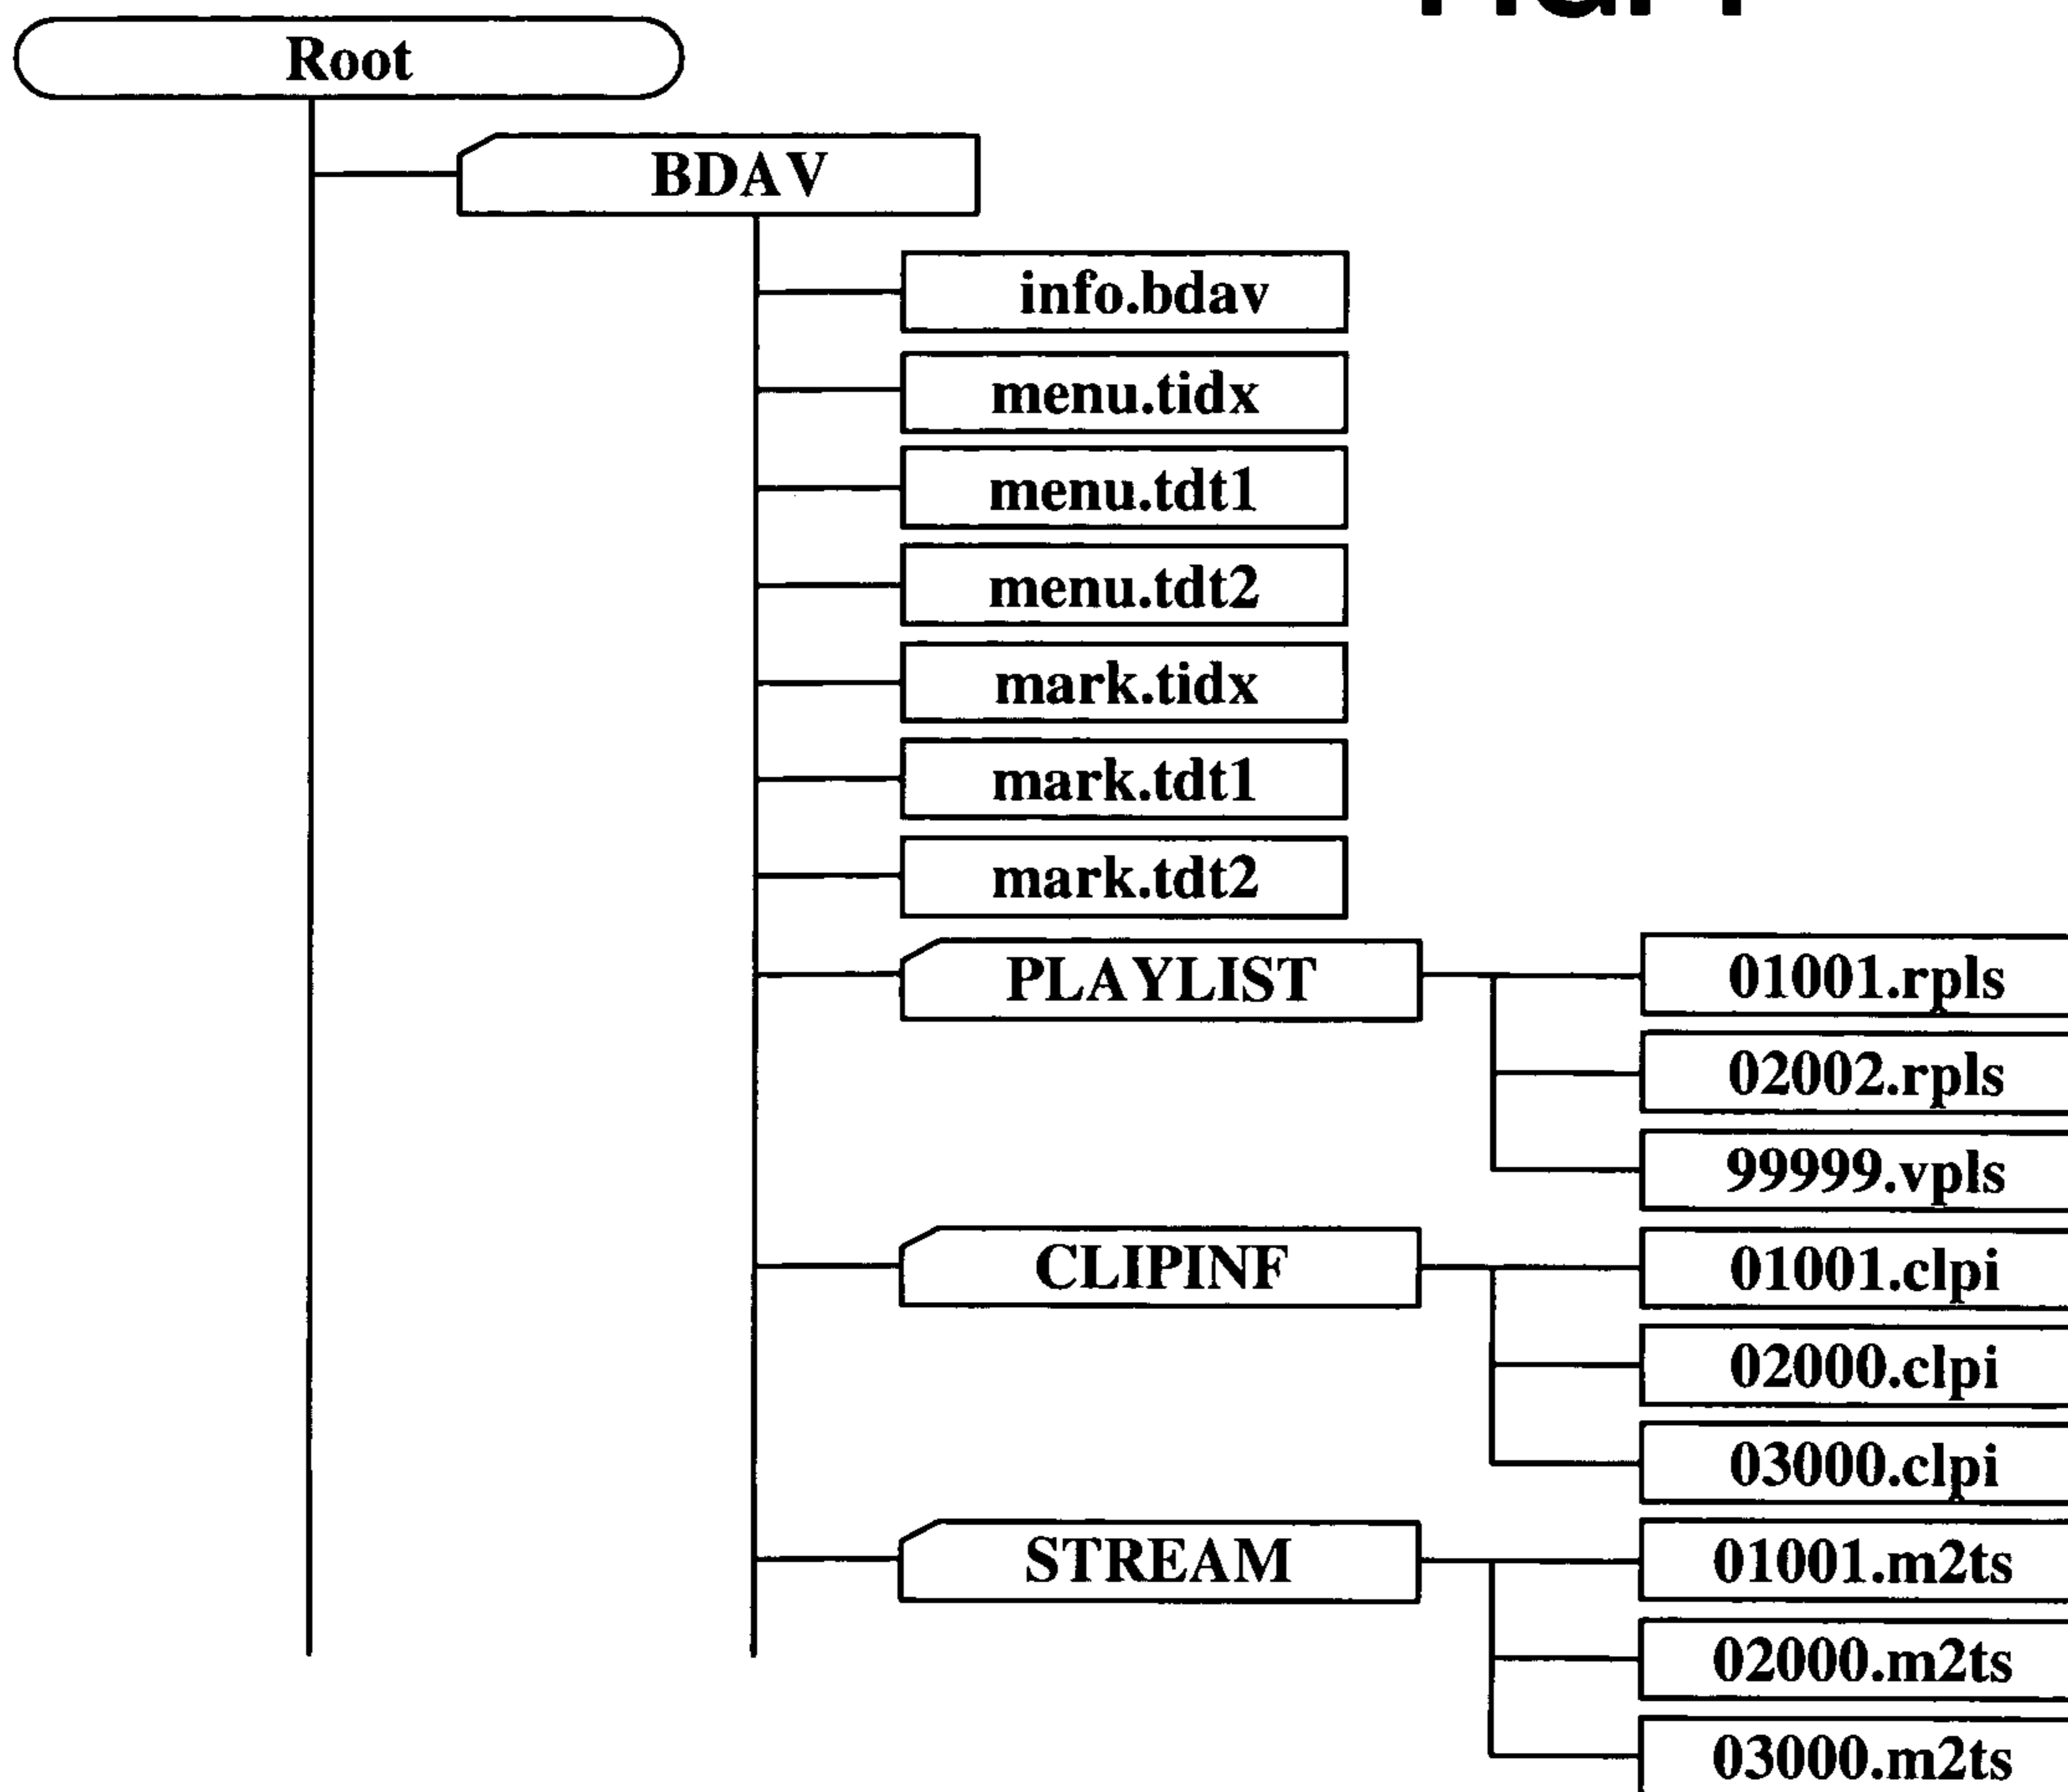 Root
BDAV
info.bdav
menu.tidx
menu.tdt1
menu.tdt2
mark.tidx
mark.tdt1
mark.tdt2
PLAYLIST
01001.rpls
02002.rpls
99999.vpls
CLIPINF
01001.clpi
02000.clpi
03000.clpi
STREAM
01001.m2ts
02000.m2ts
03000.m2ts